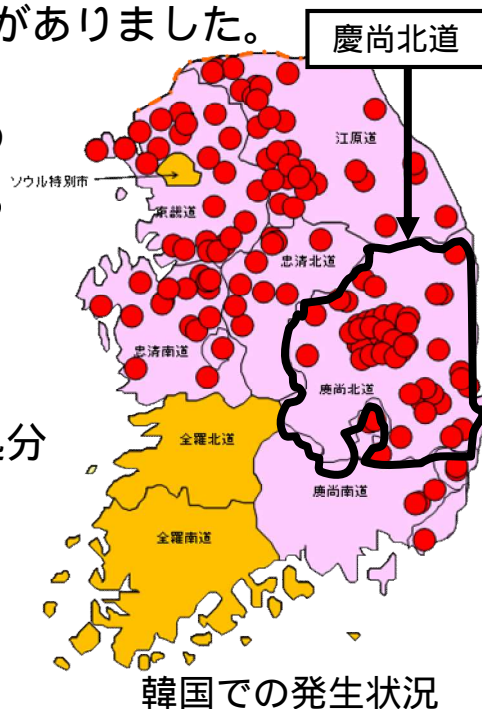 がありました。
慶尚北道
江原道
ソウル特別市
京畿道
忠清北道
忠清南道
慶尚北道
処分
全羅北道
慶尚南道
全羅南道
韓国での発生状況